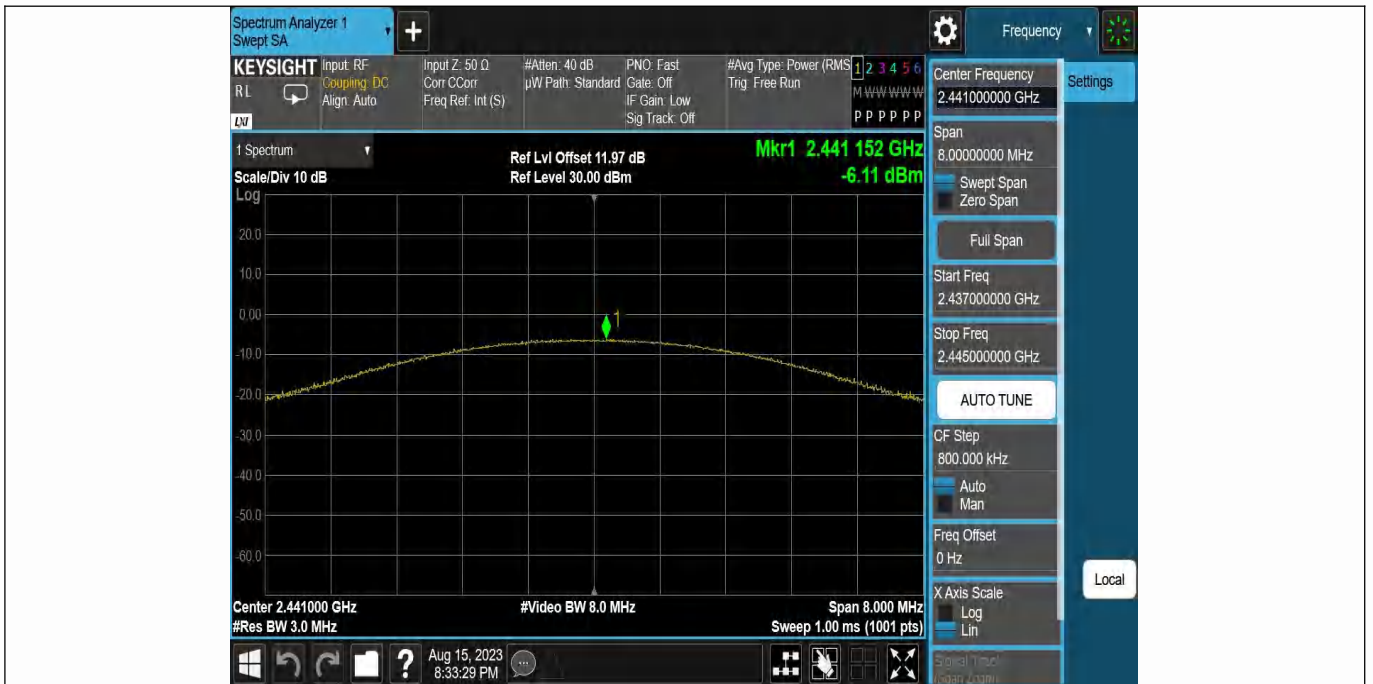 Spectrum Analyzer 1
Swept SA
+
Frequency
KEYSIGHT
RL
LXI
Input: RF
Coupling: DC
Align: Auto
Input Z: 50 Ω
Corr CCorr
Freq Ref: Int (S)
#Atten: 40 dB
µW Path: Standard
PNO: Fast
Gate: Off
IF Gain: Low
Sig Track: Off
#Avg Type: Power (RMS
Trig: Free Run
1 2 3 4 5 6
M W W W W W
P P P P P P
1 Spectrum
Scale/Div 10 dB
Ref Lvl Offset 11.97 dB
Ref Level 30.00 dBm
Mkr1 2.441 152 GHz
-6.11 dBm
Log
20.0
10.0
0.00
-10.0
-20.0
-30.0
-40.0
-50.0
-60.0
1
Center 2.441000 GHz
#Res BW 3.0 MHz
#Video BW 8.0 MHz
Span 8.000 MHz
Sweep 1.00 ms (1001 pts)
Center Frequency
2.441000000 GHz
Settings
Span
8.00000000 MHz
Swept Span
Zero Span
Full Span
Start Freq
2.437000000 GHz
Stop Freq
2.445000000 GHz
AUTO TUNE
CF Step
800.000 kHz
Auto
Man
Freq Offset
0 Hz
X Axis Scale
Log
Lin
Signal Track
(Span Zoom)
Local
?
Aug 15, 2023
8:33:29 PM